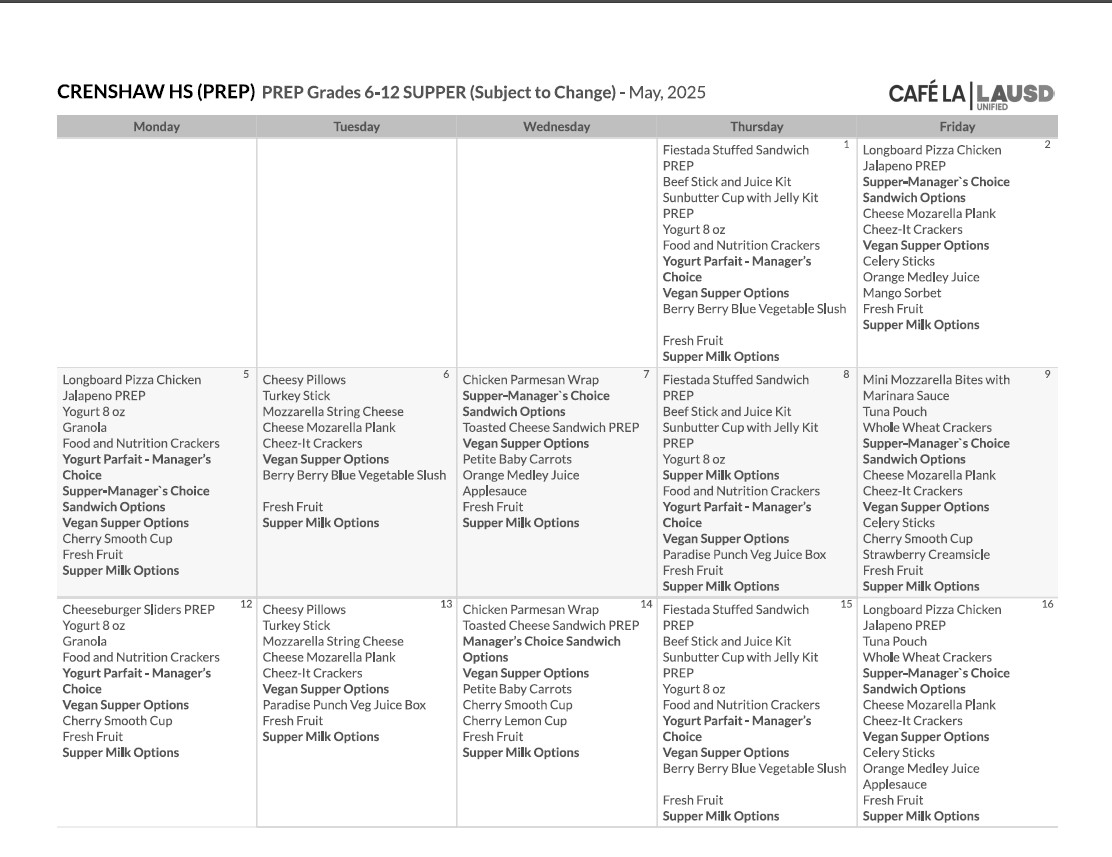 CRENSHAW HS (PREP) PREP Grades 6-12 SUPPER (Subject to Change) - May, 2025
CAFÉ LA | LAUSD
UNIFIED
Monday Tuesday Wednesday Thursday Friday
1
Fiestada Stuffed Sandwich
PREP
Beef Stick and Juice Kit
Sunbutter Cup with Jelly Kit
PREP
Yogurt 8 oz
Food and Nutrition Crackers
Yogurt Parfait - Manager's
Choice
Vegan Supper Options
Berry Berry Blue Vegetable Slush
Fresh Fruit
Supper Milk Options
2
Longboard Pizza Chicken
Jalapeno PREP
Supper-Manager`s Choice
Sandwich Options
Cheese Mozarella Plank
Cheez-It Crackers
Vegan Supper Options
Celery Sticks
Orange Medley Juice
Mango Sorbet
Fresh Fruit
Supper Milk Options
5
Longboard Pizza Chicken
Jalapeno PREP
Yogurt 8 oz
Granola
Food and Nutrition Crackers
Yogurt Parfait - Manager's
Choice
Supper-Manager`s Choice
Sandwich Options
Vegan Supper Options
Cherry Smooth Cup
Fresh Fruit
Supper Milk Options
6
Cheesy Pillows
Turkey Stick
Mozzarella String Cheese
Cheese Mozarella Plank
Cheez-It Crackers
Vegan Supper Options
Berry Berry Blue Vegetable Slush
Fresh Fruit
Supper Milk Options
7
Chicken Parmesan Wrap
Supper-Manager`s Choice
Sandwich Options
Toasted Cheese Sandwich PREP
Vegan Supper Options
Petite Baby Carrots
Orange Medley Juice
Applesauce
Fresh Fruit
Supper Milk Options
8
Fiestada Stuffed Sandwich
PREP
Beef Stick and Juice Kit
Sunbutter Cup with Jelly Kit
PREP
Yogurt 8 oz
Supper Milk Options
Food and Nutrition Crackers
Yogurt Parfait - Manager's
Choice
Vegan Supper Options
Paradise Punch Veg Juice Box
Fresh Fruit
Supper Milk Options
9
Mini Mozzarella Bites with
Marinara Sauce
Tuna Pouch
Whole Wheat Crackers
Supper-Manager`s Choice
Sandwich Options
Cheese Mozarella Plank
Cheez-It Crackers
Vegan Supper Options
Celery Sticks
Cherry Smooth Cup
Strawberry Creamsicle
Fresh Fruit
Supper Milk Options
12
Cheeseburger Sliders PREP
Yogurt 8 oz
Granola
Food and Nutrition Crackers
Yogurt Parfait - Manager's
Choice
Vegan Supper Options
Cherry Smooth Cup
Fresh Fruit
Supper Milk Options
13
Cheesy Pillows
Turkey Stick
Mozzarella String Cheese
Cheese Mozarella Plank
Cheez-It Crackers
Vegan Supper Options
Paradise Punch Veg Juice Box
Fresh Fruit
Supper Milk Options
14
Chicken Parmesan Wrap
Toasted Cheese Sandwich PREP
Manager's Choice Sandwich
Options
Vegan Supper Options
Petite Baby Carrots
Cherry Smooth Cup
Cherry Lemon Cup
Fresh Fruit
Supper Milk Options
15
Fiestada Stuffed Sandwich
PREP
Beef Stick and Juice Kit
Sunbutter Cup with Jelly Kit
PREP
Yogurt 8 oz
Food and Nutrition Crackers
Yogurt Parfait - Manager's
Choice
Vegan Supper Options
Berry Berry Blue Vegetable Slush
Fresh Fruit
Supper Milk Options
16
Longboard Pizza Chicken
Jalapeno PREP
Tuna Pouch
Whole Wheat Crackers
Supper-Manager`s Choice
Sandwich Options
Cheese Mozarella Plank
Cheez-It Crackers
Vegan Supper Options
Celery Sticks
Orange Medley Juice
Applesauce
Fresh Fruit
Supper Milk Options